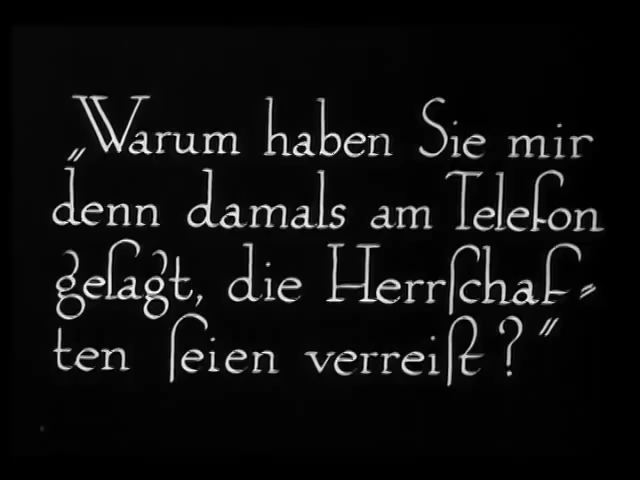 „Warum haben Sie mir
denn damals am Telefon
geſagt, die Herrſchaf⸗
ten ſeien verreiſt?“